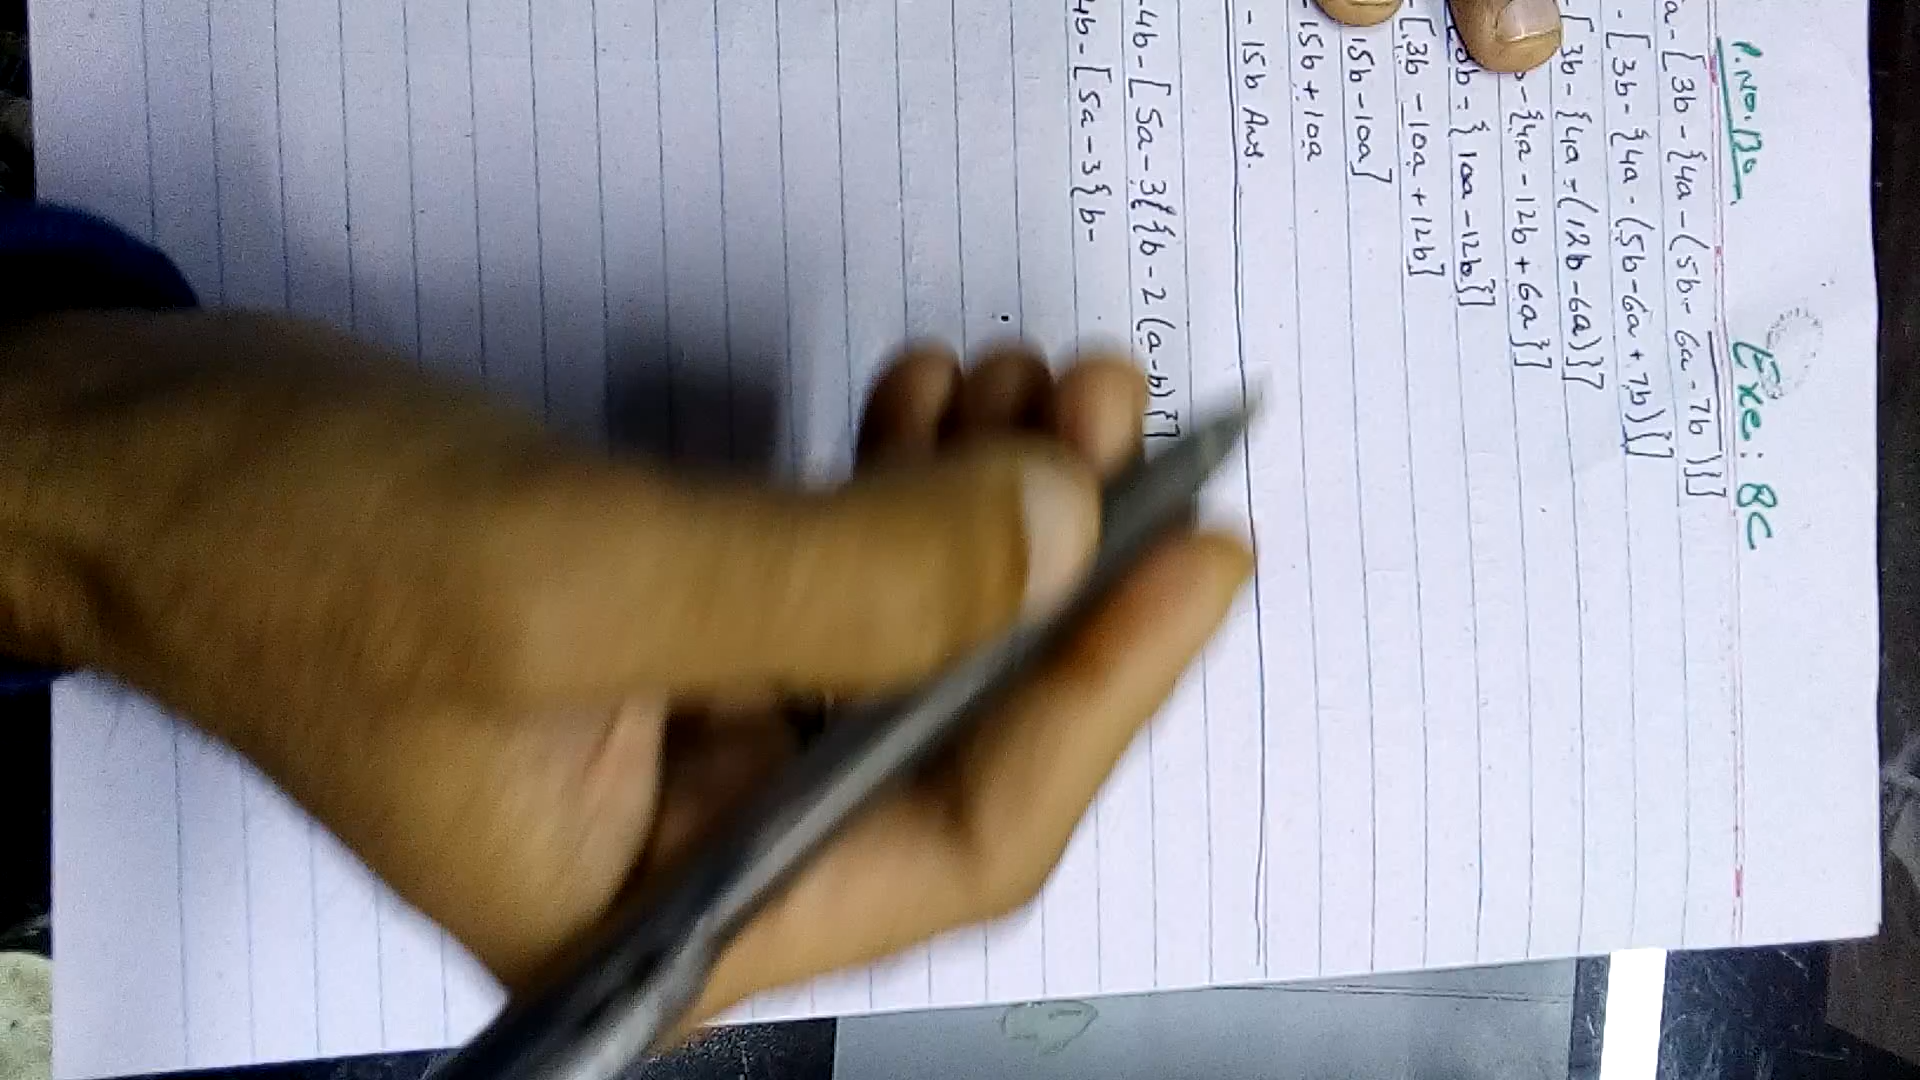 P.NO.120 Exe: 8C
a-[3b-{4a-(5b-6a-7b)}]
-[3b-{4a-(5b-6a+7b)}]
-[3b-{4a-(12b-6a)}]
b-{4a-12b+6a}]
3b-{10a-12b}]
-[3b-10a+12b]
15b-10a]
-15b+10a
-15b Ans.
-4b-[5a-3{b-2(a-b)}]
4b-[5a-3{b-